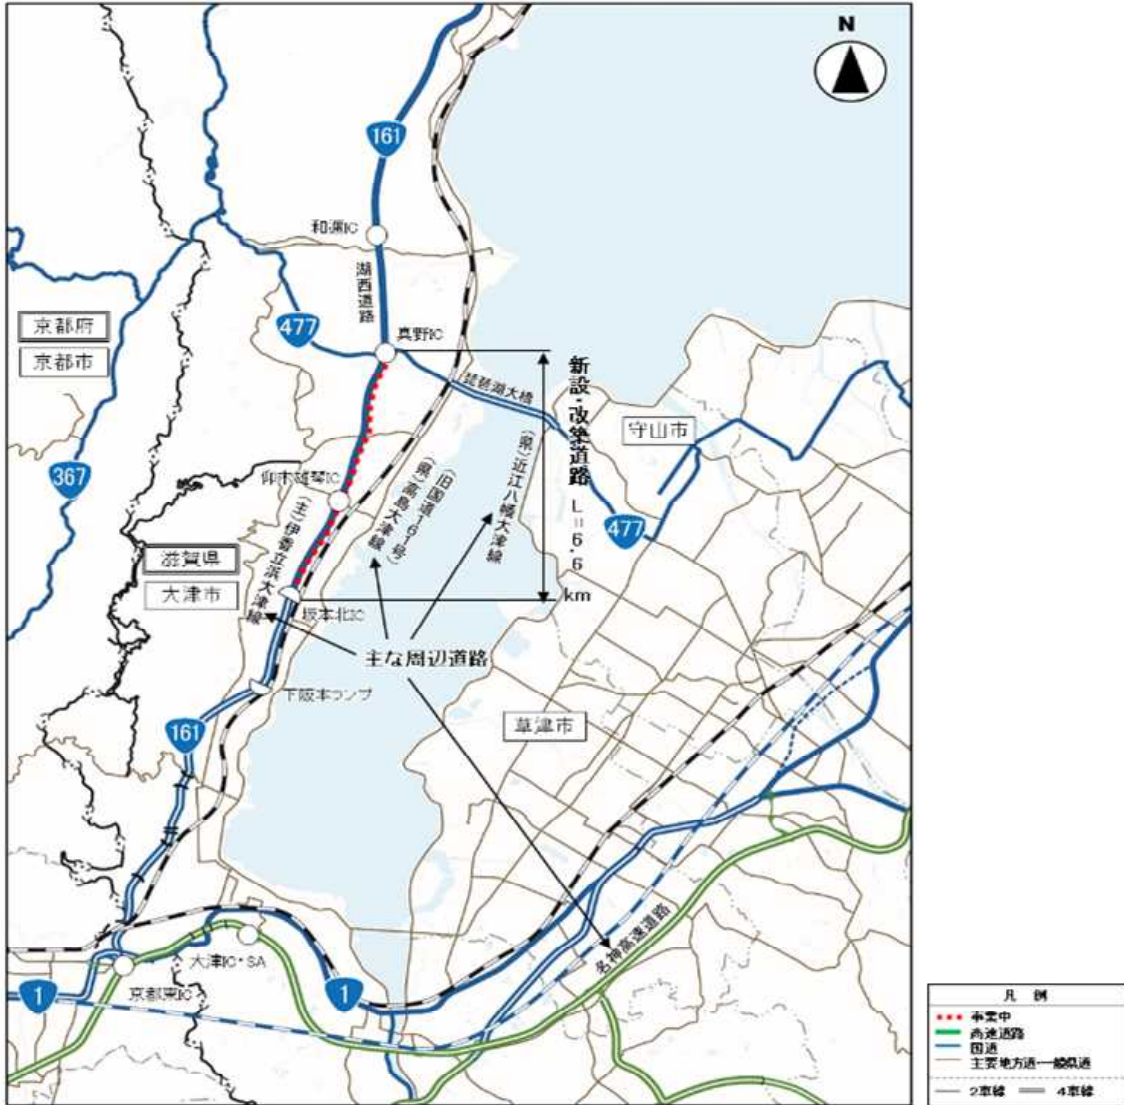 N
161
和邇IC
湖西道路
477
真野IC
京都府
京都市
琵琶湖大橋
新設・改築道路 L=6.6km
守山市
367
仰木雄琴IC
(主)伊香立浜大津線
(旧国道161号)
(県)高島大津線
(県)近江八幡大津線
477
滋賀県
大津市
坂本北IC
主な周辺道路
下阪本ランプ
161
草津市
名神高速道路
大津IC・SA
京都東IC
1
1
凡 例
事業中
高速道路
国道
主要地方道・一般県道
2車線
4車線